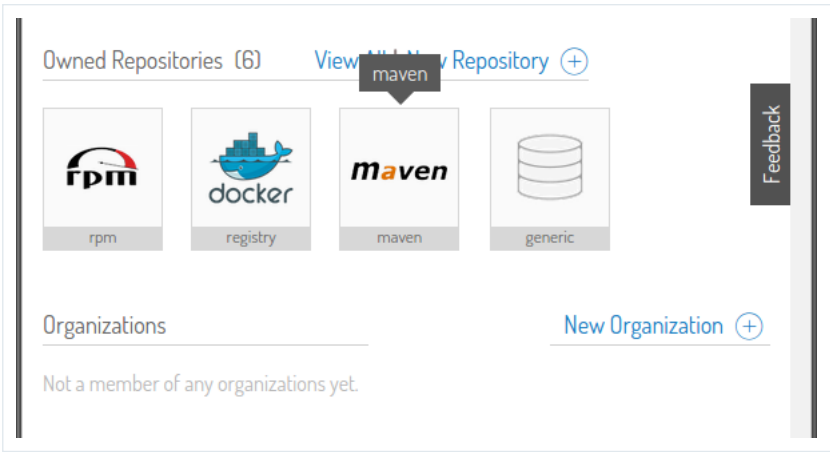 Owned Repositories (6) View All New Repository
maven
Feedback
rpm docker maven
rpm registry maven generic
Organizations New Organization
Not a member of any organizations yet.